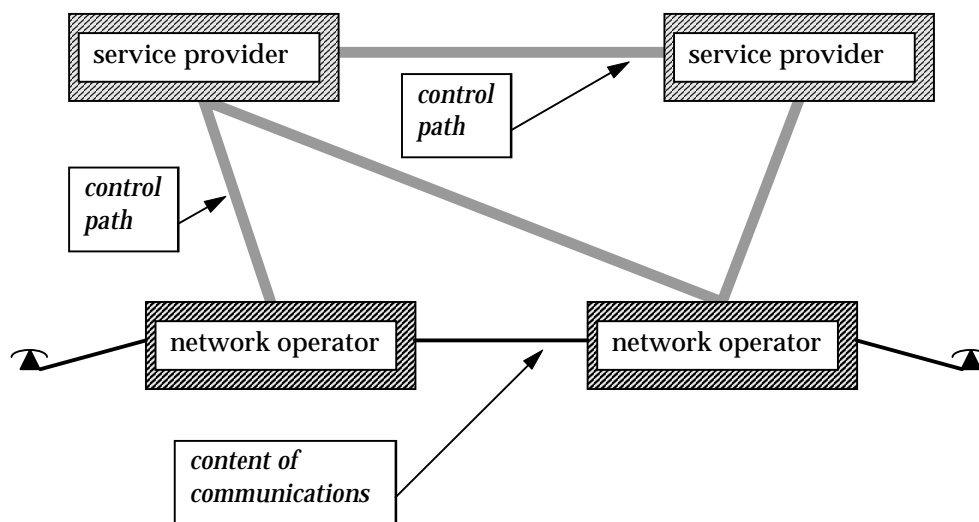 service provider
service provider
control
path
control
path
network operator
network operator
content of
communications